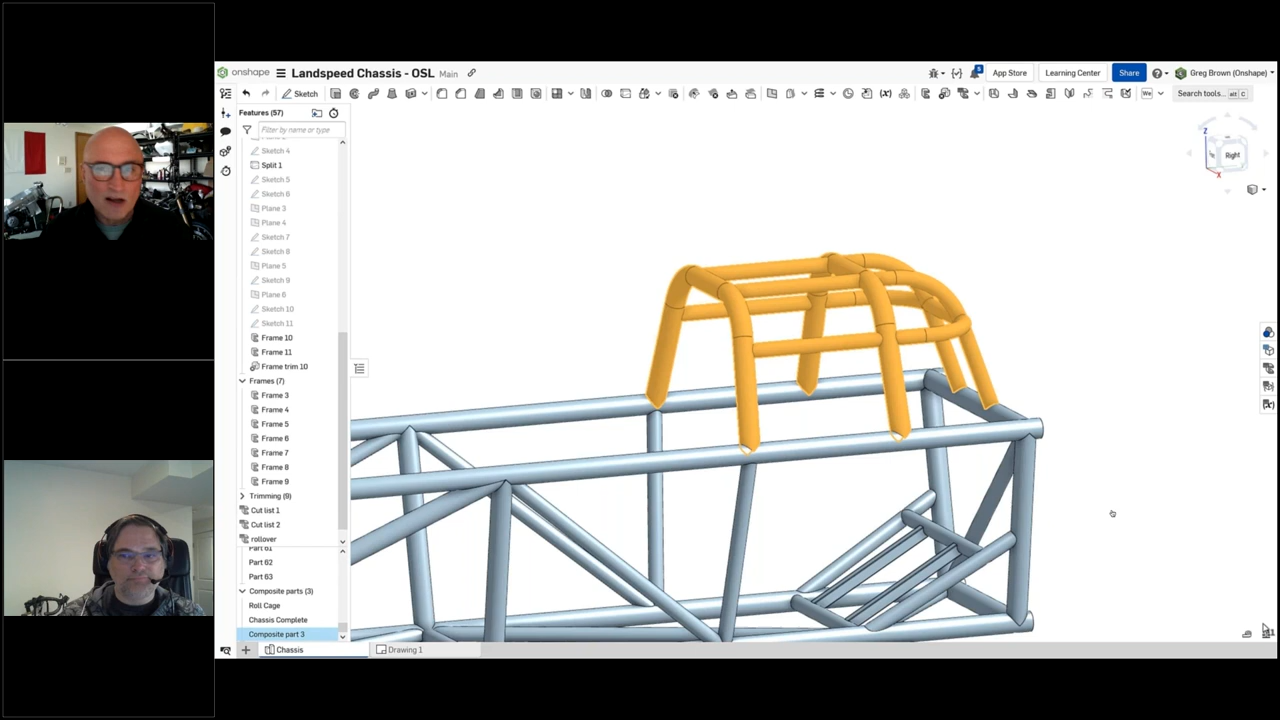 onshape Landspeed Chassis - OSL Main
App Store Learning Center Share Greg Brown (Onshape)
Sketch
Search tools... alt C
Features (57)
Filter by name or type
Sketch 4
Split 1
Sketch 5
Sketch 6
Plane 3
Plane 4
Sketch 7
Sketch 8
Plane 5
Sketch 9
Plane 6
Sketch 10
Sketch 11
Frame 10
Frame 11
Frame trim 10
Frames (7)
Frame 3
Frame 4
Frame 5
Frame 6
Frame 7
Frame 8
Frame 9
Trimming (9)
Cut list 1
Cut list 2
rollover
Part 61
Part 62
Part 63
Composite parts (3)
Roll Cage
Chassis Complete
Composite part 3
Z
Right
X
Chassis Drawing 1